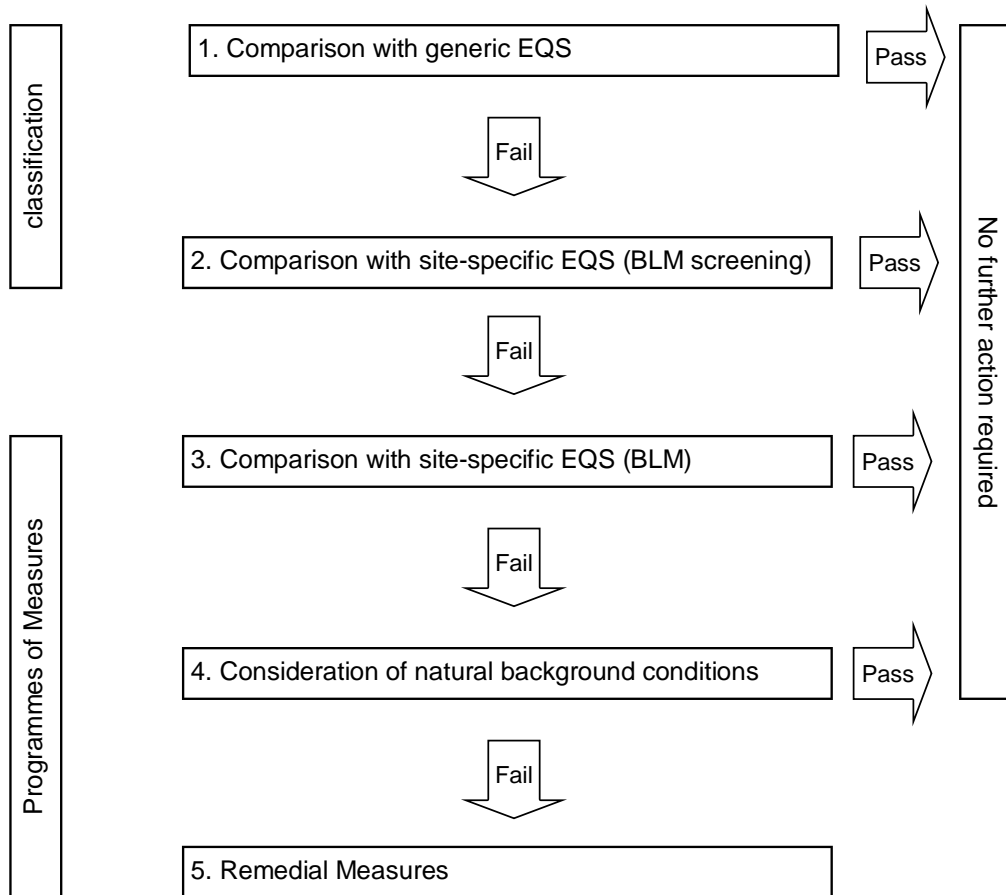 classification
1. Comparison with generic EQS
Pass
Fail
2. Comparison with site-specific EQS (BLM screening)
Pass
Fail
No further action required
Programmes of Measures
3. Comparison with site-specific EQS (BLM)
Pass
Fail
4. Consideration of natural background conditions
Pass
Fail
5. Remedial Measures